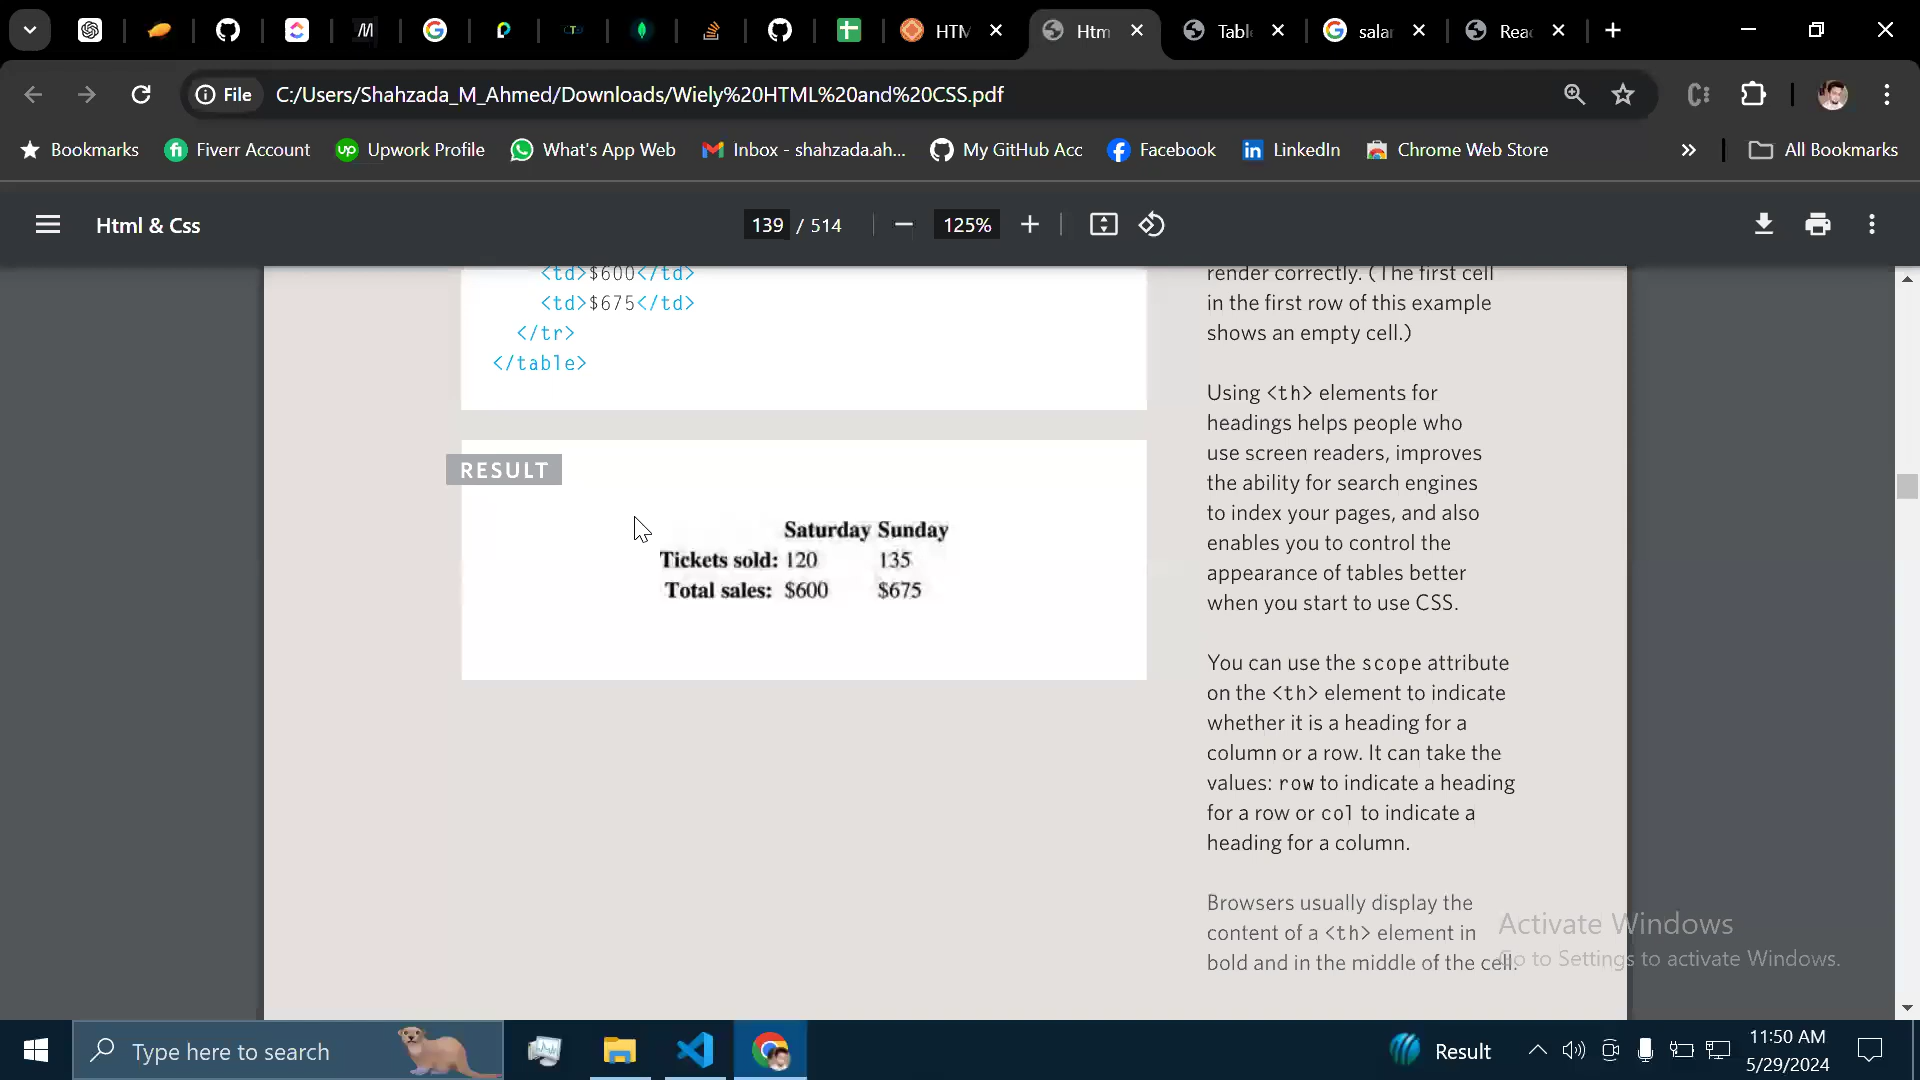 HTM
Htm
Tabl
salar
Read
File
C:/Users/Shahzada_M_Ahmed/Downloads/Wiely%20HTML%20and%20CSS.pdf
Bookmarks
Fiverr Account
up
Upwork Profile
What's App Web
Inbox - shahzada.ah...
My GitHub Acc
Facebook
in
LinkedIn
Chrome Web Store
All Bookmarks
Html & Css
139 / 514
125%
<td>$600</td>
<td>$675</td>
</tr>
</table>
RESULT
Saturday Sunday
Tickets sold: 120 135
Total sales: $600 $675
render correctly. (The first cell
in the first row of this example
shows an empty cell.)
Using <th> elements for
headings helps people who
use screen readers, improves
the ability for search engines
to index your pages, and also
enables you to control the
appearance of tables better
when you start to use CSS.
You can use the scope attribute
on the <th> element to indicate
whether it is a heading for a
column or a row. It can take the
values: row to indicate a heading
for a row or col to indicate a
heading for a column.
Browsers usually display the
content of a <th> element in
bold and in the middle of the cell.
Activate Windows
Go to Settings to activate Windows.
Type here to search
Result
11:50 AM
5/29/2024